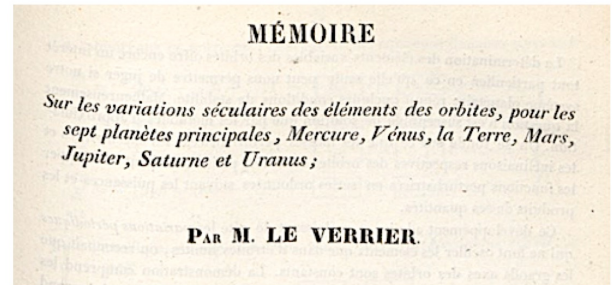 MÉMOIRE
Sur les variations séculaires des éléments des orbites, pour les
sept planètes principales, Mercure, Vénus, la Terre, Mars,
Jupiter, Saturne et Uranus;
PAR M. LE VERRIER.